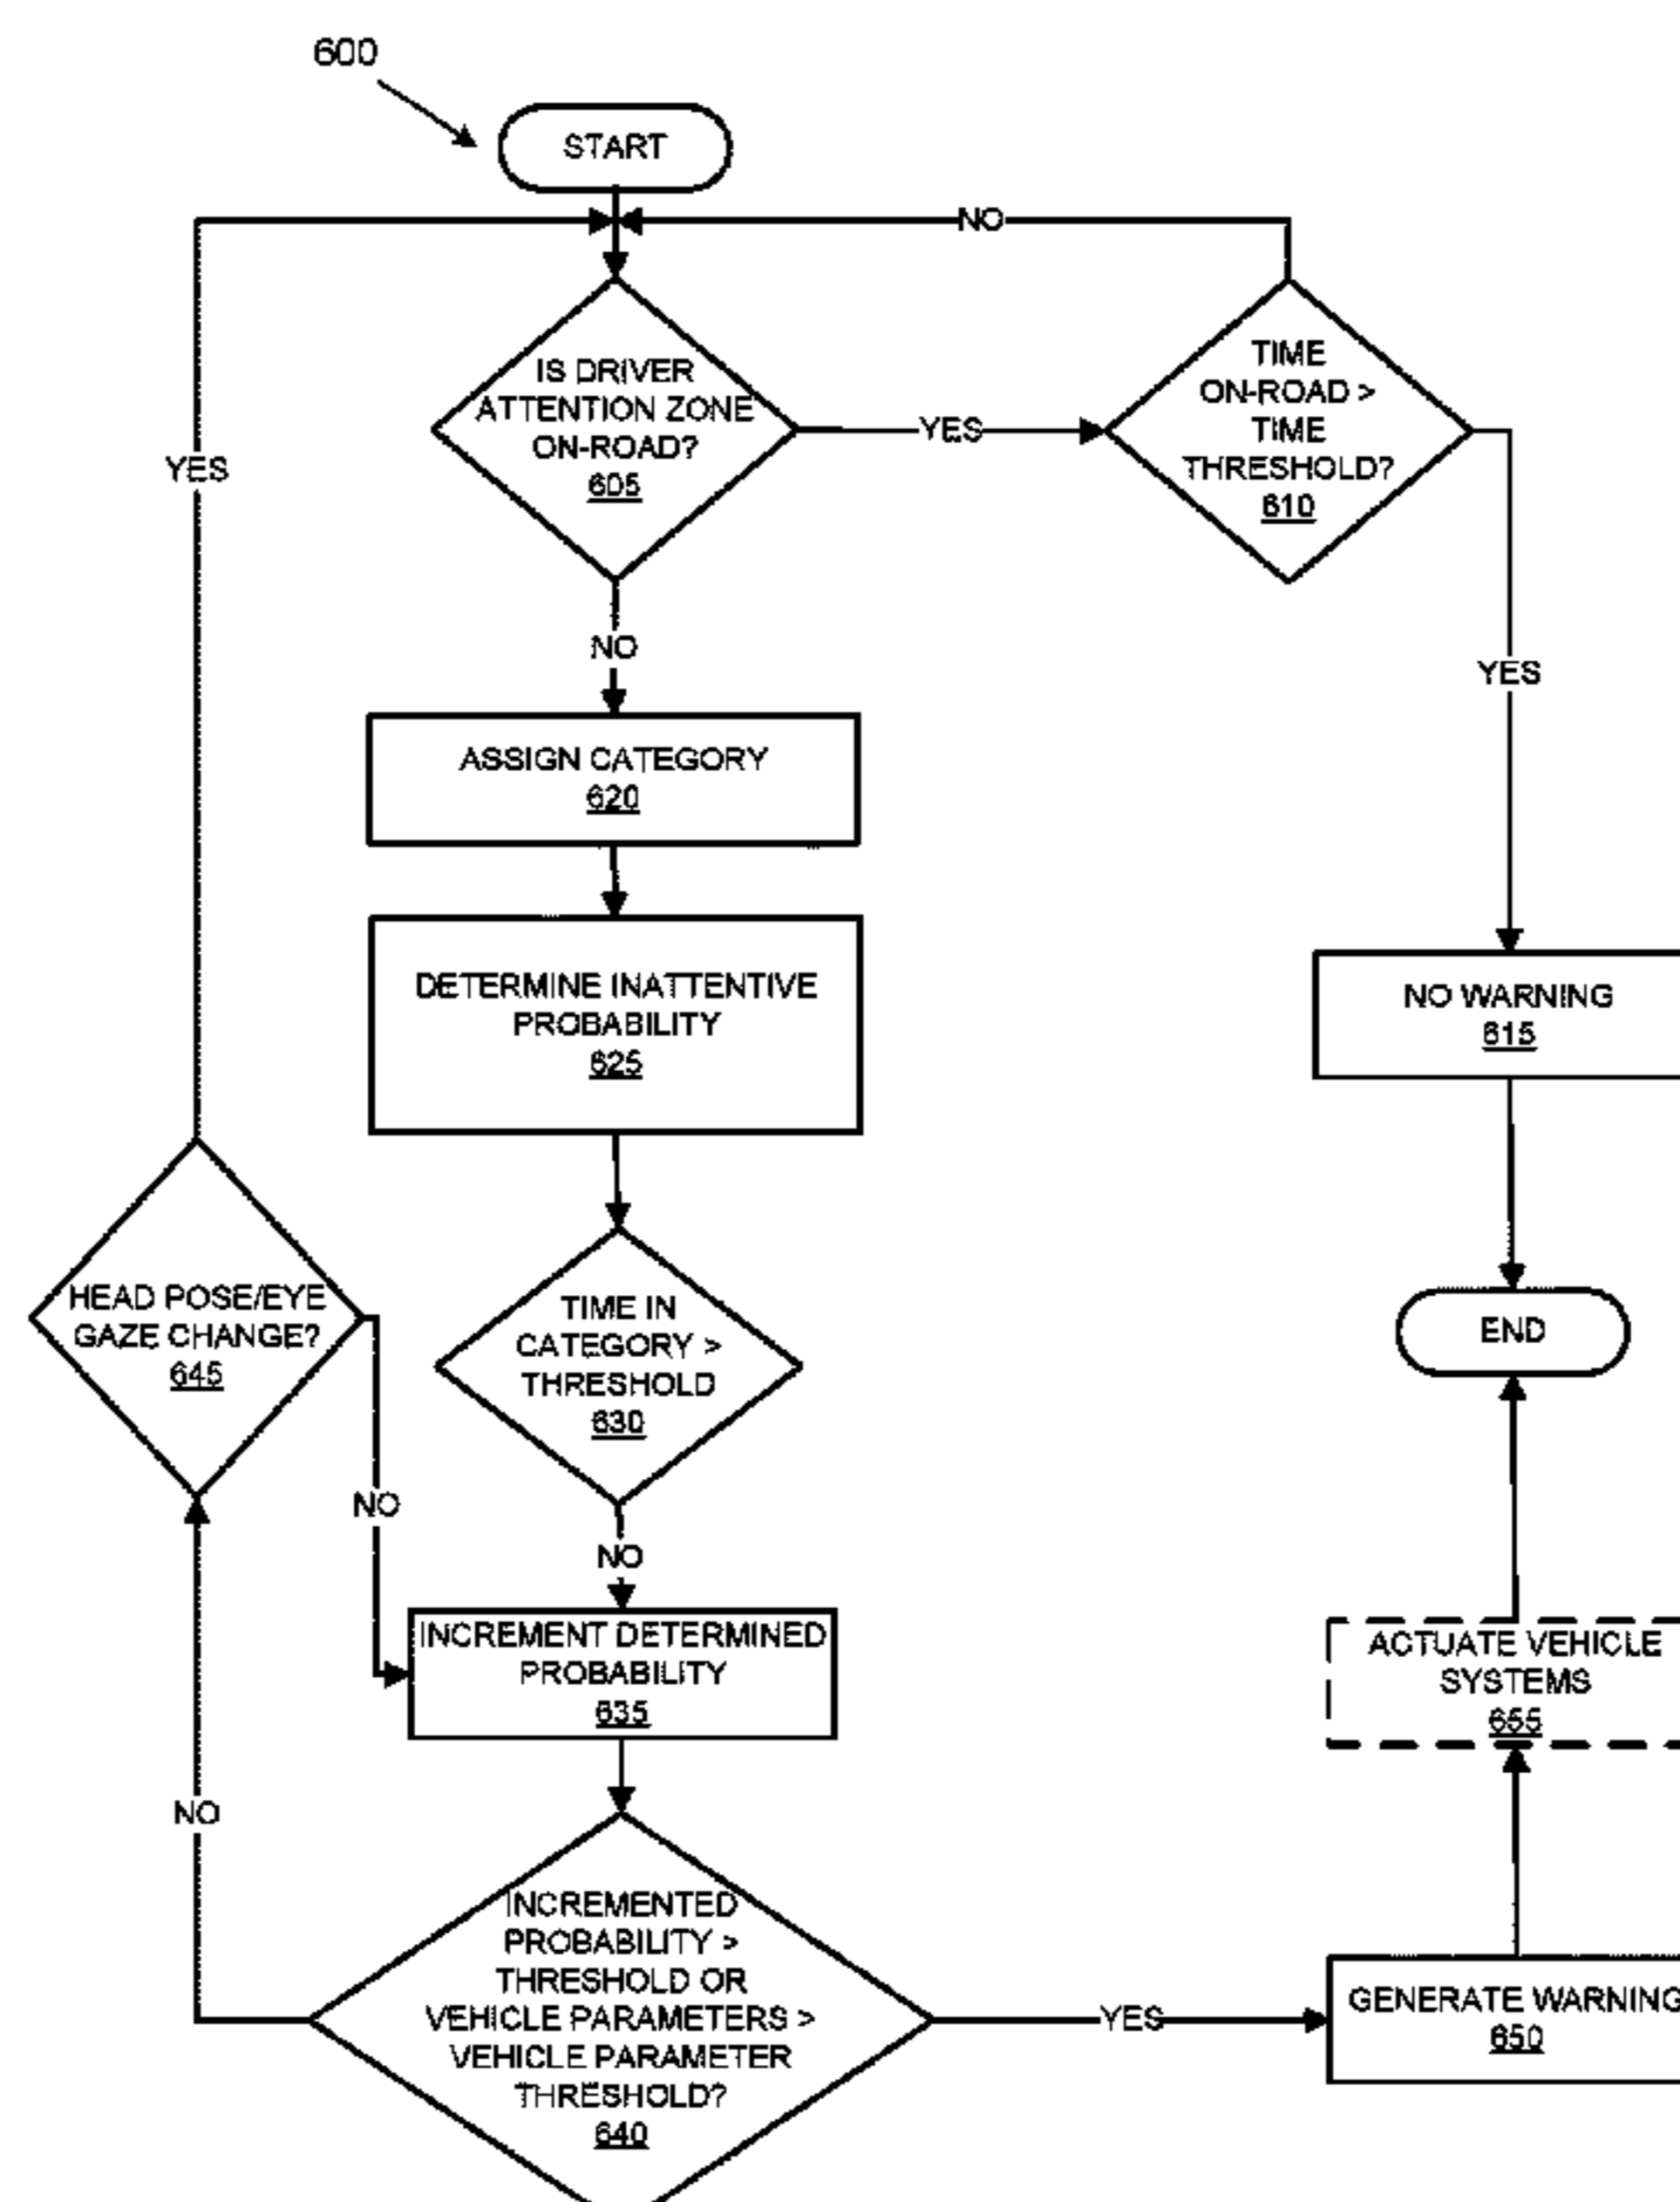 600
START
NO
IS DRIVER
ATTENTION ZONE
ON-ROAD?
605
YES
TIME
ON-ROAD >
TIME
THRESHOLD?
610
YES
NO
YES
ASSIGN CATEGORY
620
DETERMINE INATTENTIVE
PROBABILITY
625
NO WARNING
615
HEAD POSE/EYE
GAZE CHANGE?
645
TIME IN
CATEGORY >
THRESHOLD
630
END
NO
NO
INCREMENT DETERMINED
PROBABILITY
635
ACTUATE VEHICLE
SYSTEMS
655
NO
INCREMENTED
PROBABILITY >
THRESHOLD OR
VEHICLE PARAMETERS >
VEHICLE PARAMETER
THRESHOLD?
640
YES
GENERATE WARNING
650